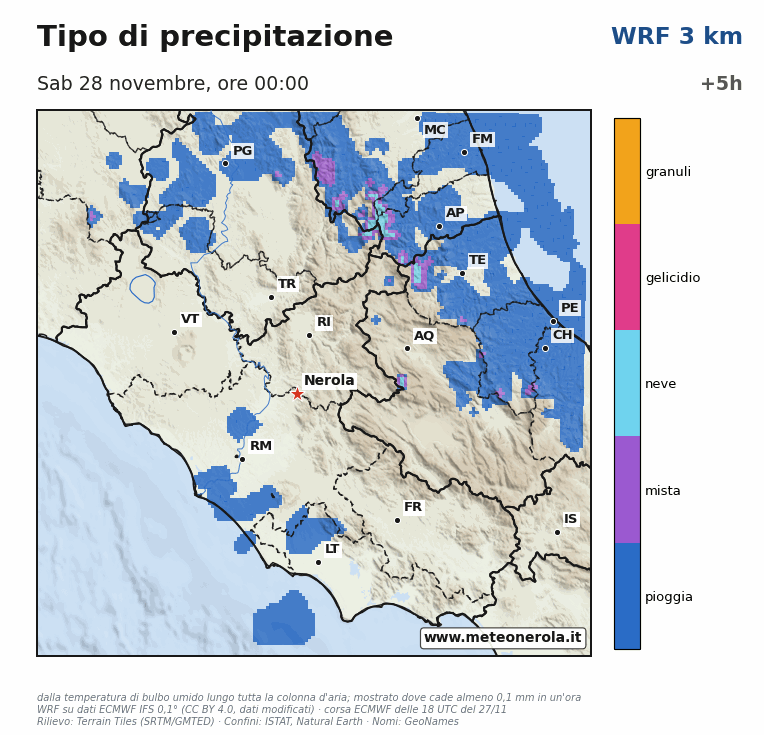 Tipo di precipitazione
WRF 3 km
Sab 28 novembre, ore 00:00
+5h
MC
FM
PG
AP
TE
TR
PE
VT
RI
AQ
CH
Nerola
RM
FR
IS
LT
www.meteonerola.it
granuli
gelicidio
neve
mista
pioggia
dalla temperatura di bulbo umido lungo tutta la colonna d'aria; mostrato dove cade almeno 0,1 mm in un'ora
WRF su dati ECMWF IFS 0,1° (CC BY 4.0, dati modificati) · corsa ECMWF delle 18 UTC del 27/11
Rilievo: Terrain Tiles (SRTM/GMTED) · Confini: ISTAT, Natural Earth · Nomi: GeoNames